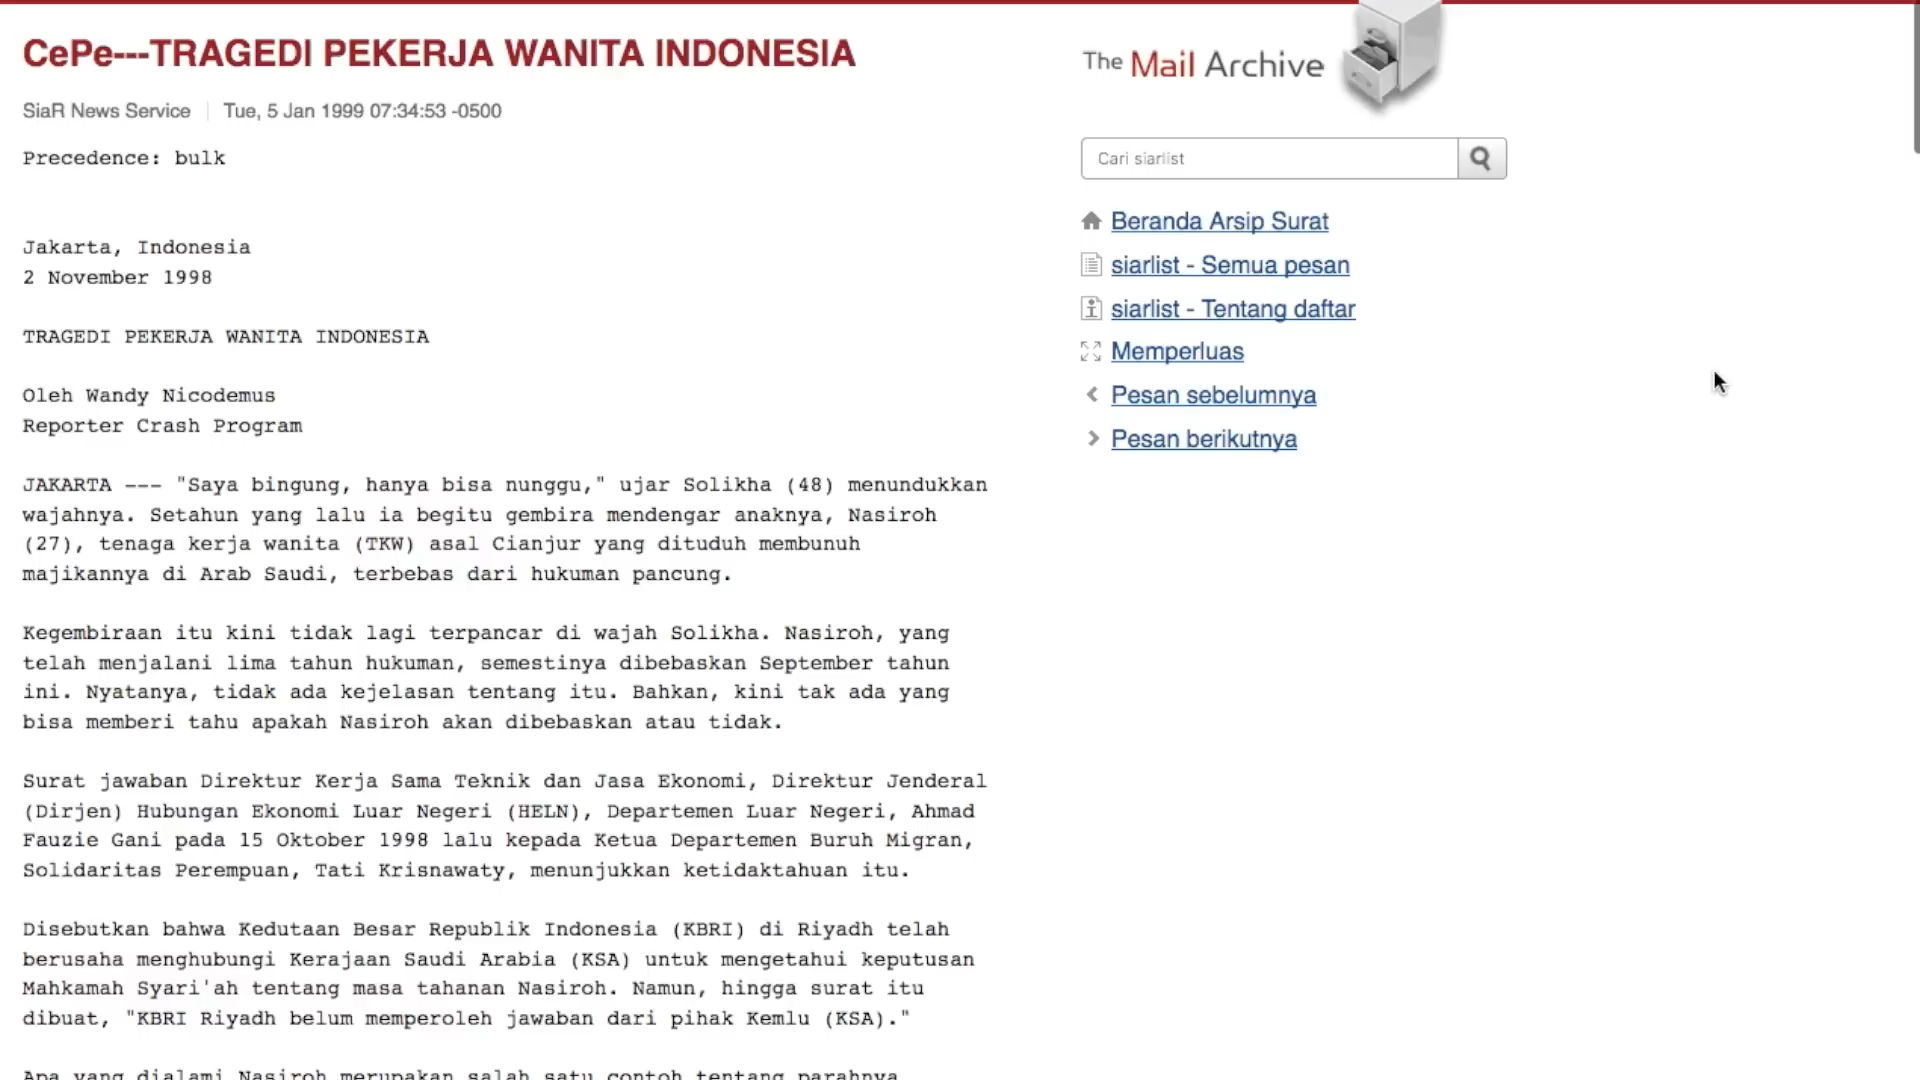 CePe---TRAGEDI PEKERJA WANITA INDONESIA
SiaR News Service Tue, 5 Jan 1999 07:34:53 -0500
Precedence: bulk
Jakarta, Indonesia
2 November 1998
TRAGEDI PEKERJA WANITA INDONESIA
Oleh Wandy Nicodemus
Reporter Crash Program
JAKARTA --- "Saya bingung, hanya bisa nunggu," ujar Solikha (48) menundukkan
wajahnya. Setahun yang lalu ia begitu gembira mendengar anaknya, Nasiroh
(27), tenaga kerja wanita (TKW) asal Cianjur yang dituduh membunuh
majikannya di Arab Saudi, terbebas dari hukuman pancung.
Kegembiraan itu kini tidak lagi terpancar di wajah Solikha. Nasiroh, yang
telah menjalani lima tahun hukuman, semestinya dibebaskan September tahun
ini. Nyatanya, tidak ada kejelasan tentang itu. Bahkan, kini tak ada yang
bisa memberi tahu apakah Nasiroh akan dibebaskan atau tidak.
Surat jawaban Direktur Kerja Sama Teknik dan Jasa Ekonomi, Direktur Jenderal
(Dirjen) Hubungan Ekonomi Luar Negeri (HELN), Departemen Luar Negeri, Ahmad
Fauzie Gani pada 15 Oktober 1998 lalu kepada Ketua Departemen Buruh Migran,
Solidaritas Perempuan, Tati Krisnawaty, menunjukkan ketidaktahuan itu.
Disebutkan bahwa Kedutaan Besar Republik Indonesia (KBRI) di Riyadh telah
berusaha menghubungi Kerajaan Saudi Arabia (KSA) untuk mengetahui keputusan
Mahkamah Syari'ah tentang masa tahanan Nasiroh. Namun, hingga surat itu
dibuat, "KBRI Riyadh belum memperoleh jawaban dari pihak Kemlu (KSA)."
Apa yang dialami Nasiroh merupakan salah satu contoh tentang parahnya
The Mail Archive
Cari siarlist
Beranda Arsip Surat
siarlist - Semua pesan
siarlist - Tentang daftar
Memperluas
Pesan sebelumnya
Pesan berikutnya